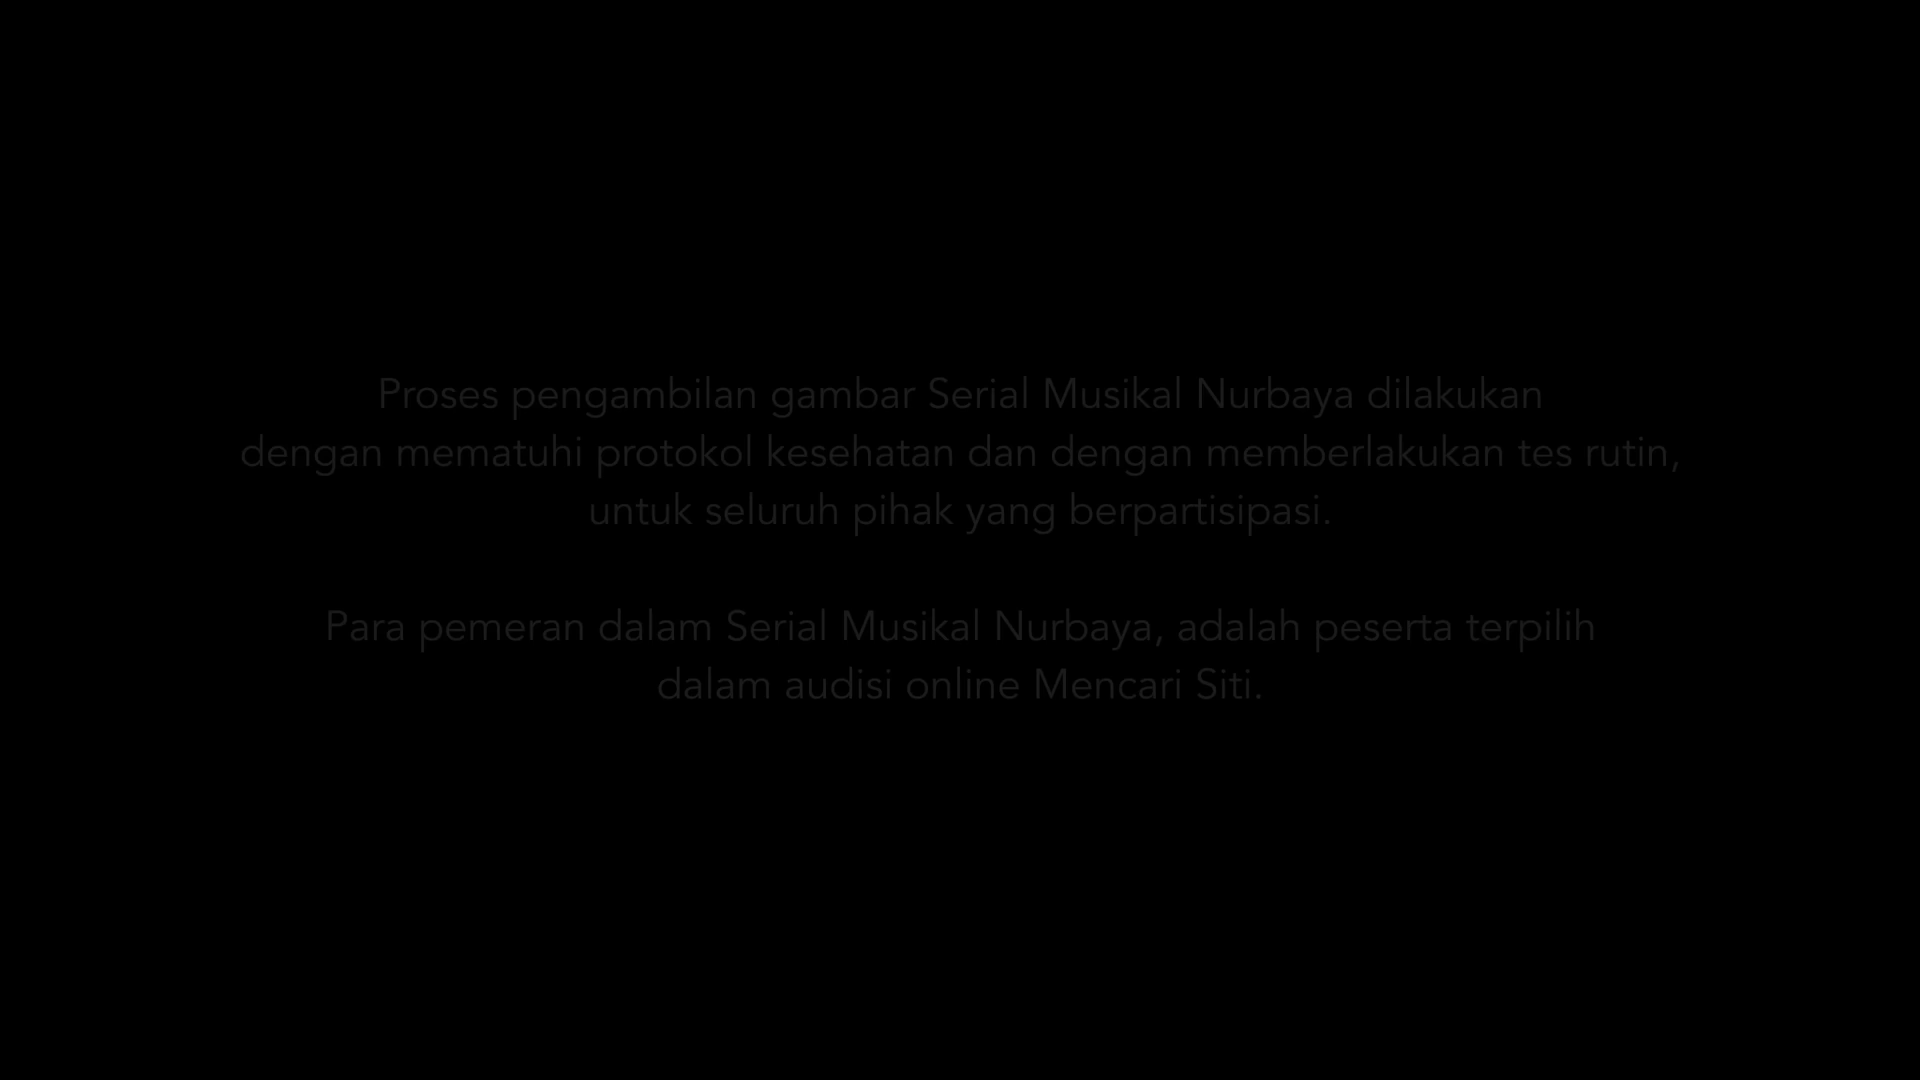 Proses pengambilan gambar Serial Musikal Nurbaya dilakukan
dengan mematuhi protokol kesehatan dan dengan memberlakukan tes rutin,
untuk seluruh pihak yang berpartisipasi.
Para pemeran dalam Serial Musikal Nurbaya, adalah peserta terpilih
dalam audisi online Mencari Siti.